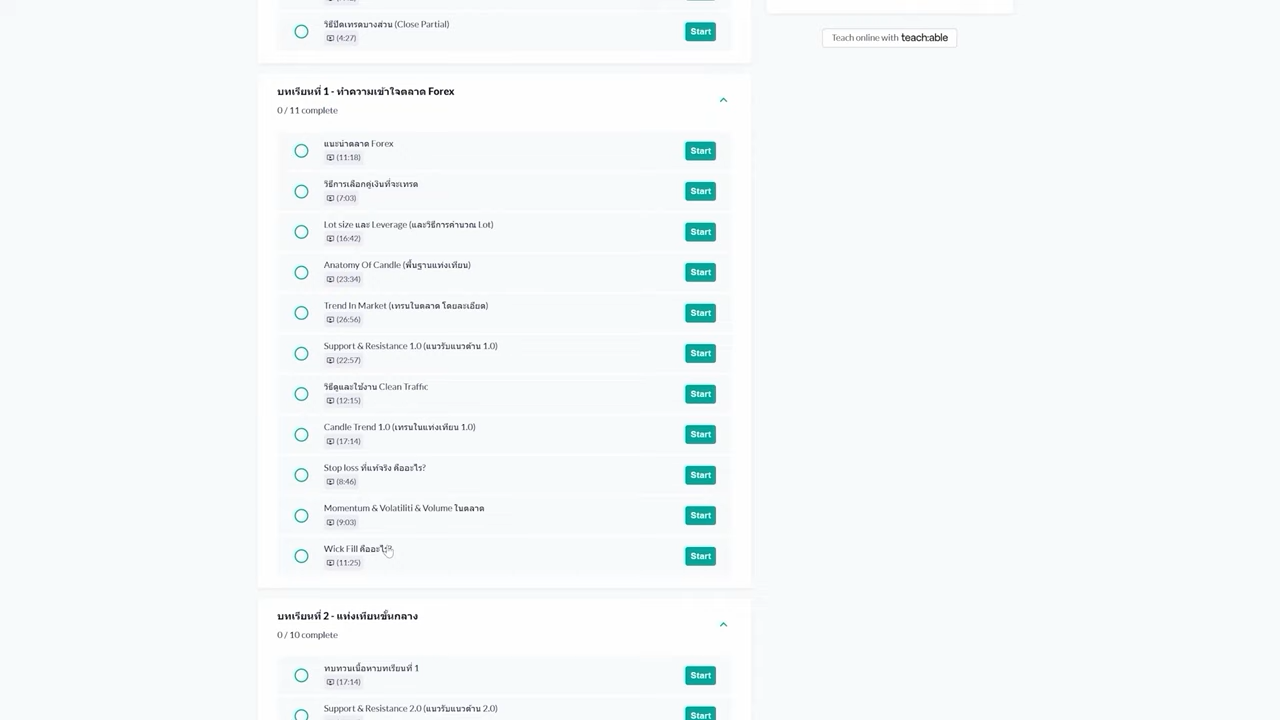 วิธีปิดเทรดบางส่วน (Close Partial)
(4:27)
Start
Teach online with teach:able
บทเรียนที่ 1 - ทำความเข้าใจตลาด Forex
0 / 11 complete
แนะนำตลาด Forex
(11:18)
Start
วิธีการเลือกคู่เงินที่จะเทรด
(7:03)
Start
Lot size และ Leverage (และวิธีการคำนวณ Lot)
(16:42)
Start
Anatomy Of Candle (พื้นฐานแท่งเทียน)
(23:34)
Start
Trend In Market (เทรนในตลาด โดยละเอียด)
(26:56)
Start
Support & Resistance 1.0 (แนวรับแนวต้าน 1.0)
(22:57)
Start
วิธีดูและใช้งาน Clean Traffic
(12:15)
Start
Candle Trend 1.0 (เทรนในแท่งเทียน 1.0)
(17:14)
Start
Stop loss ที่แท้จริง คืออะไร?
(8:46)
Start
Momentum & Volatiliti & Volume ในตลาด
(9:03)
Start
Wick Fill คืออะไร?
(11:25)
Start
บทเรียนที่ 2 - แท่งเทียนขั้นกลาง
0 / 10 complete
ทบทวนเนื้อหาบทเรียนที่ 1
(17:14)
Start
Support & Resistance 2.0 (แนวรับแนวต้าน 2.0)
Start